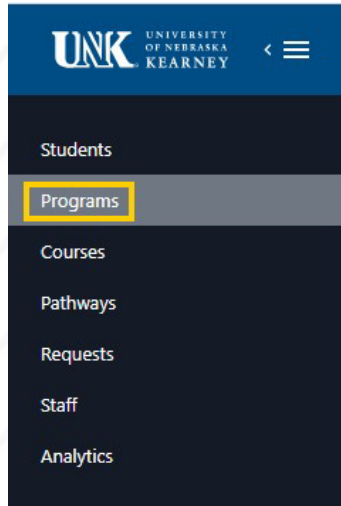 UNK
UNIVERSITY
OF NEBRASKA
KEARNEY
Students
Programs
Courses
Pathways
Requests
Staff
Analytics